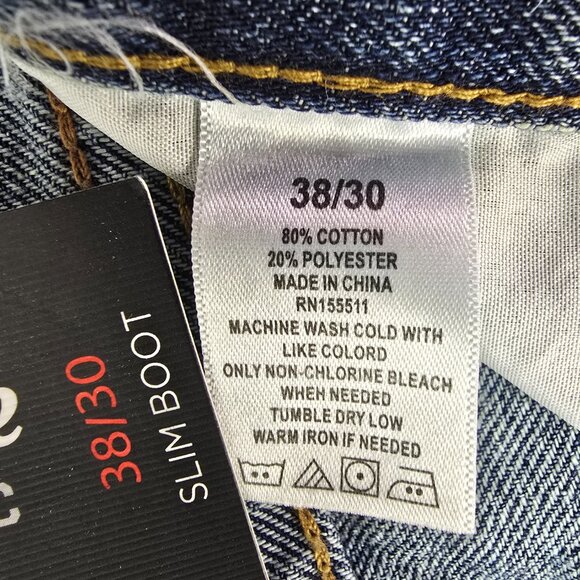 38/30
80% COTTON
20% POLYESTER
MADE IN CHINA
RN155511
MACHINE WASH COLD WITH
LIKE COLORD
ONLY NON-CHLORINE BLEACH
WHEH NEEDED
TUMBLE DRY LOW
WARM IRON IF NEEDED
38/30
SLIM BOOT